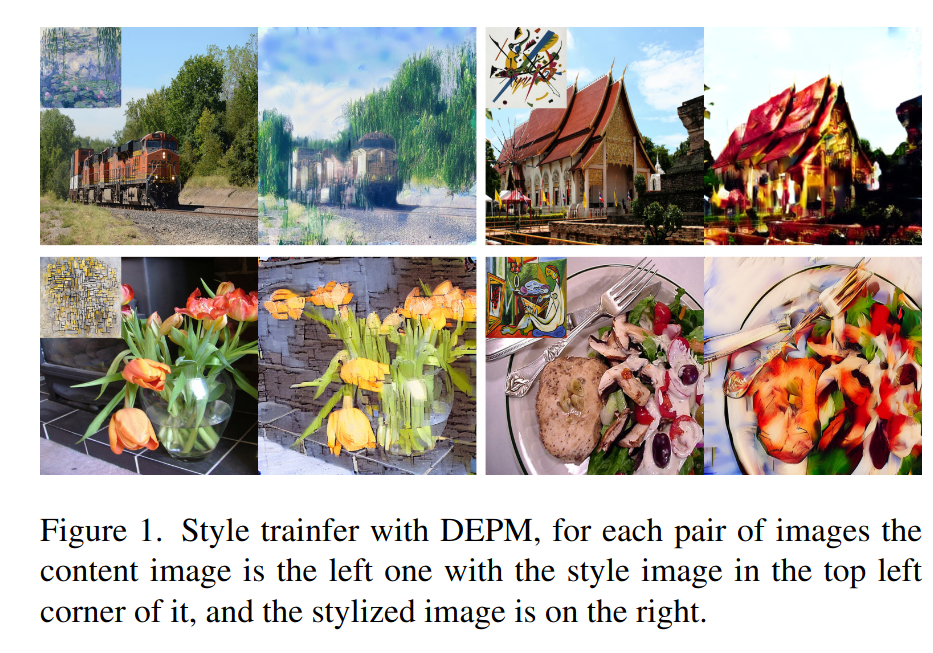 Figure 1. Style trainfer with DEPM, for each pair of images the
content image is the left one with the style image in the top left
corner of it, and the stylized image is on the right.